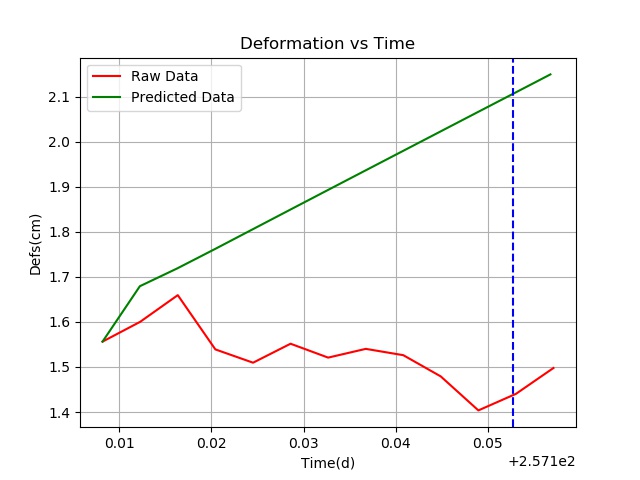 Deformation vs Time
Raw Data
Predicted Data
Defs(cm)
2.1
2.0
1.9
1.8
1.7
1.6
1.5
1.4
0.01 0.02 0.03 0.04 0.05
Time(d)
+2.571e2